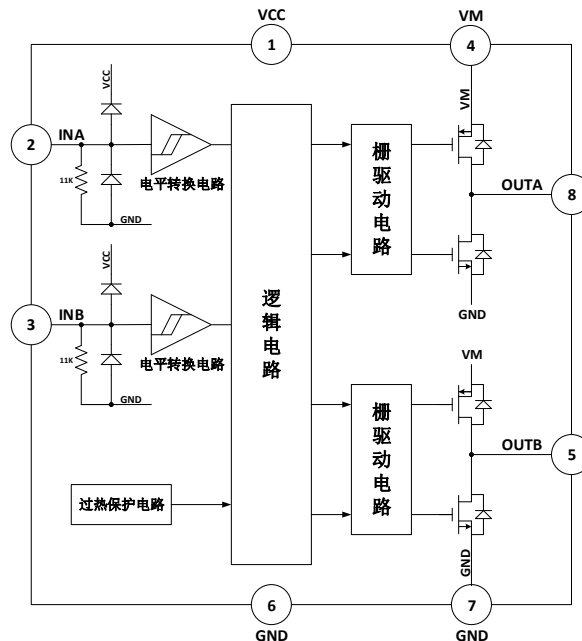 VCC
1
VM
4
VCC
VM
2
INA
11K
电平转换电路
GND
栅驱动电路
OUTA
8
GND
VCC
3
INB
11K
电平转换电路
GND
逻辑电路
VM
栅驱动电路
OUTB
5
过热保护电路
GND
6
GND
7
GND